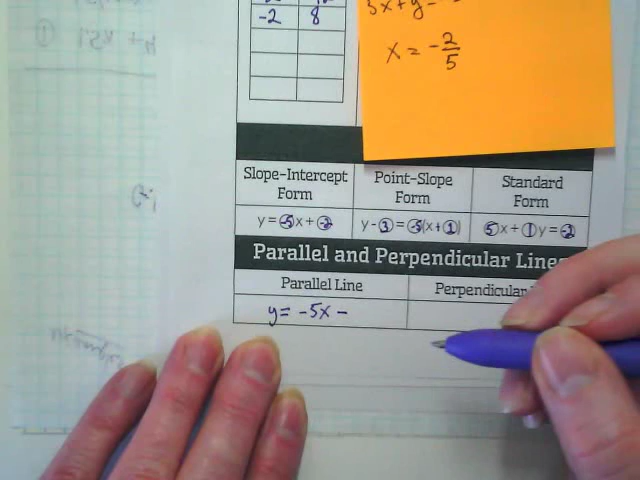 -2 8
x = -2/5
Slope-Intercept Form
Point-Slope Form
Standard Form
y = -5x + -2
y - 3 = -5(x + 1)
5x + 1y = -2
Parallel and Perpendicular
Parallel Line
Perpendicular
y = -5x -